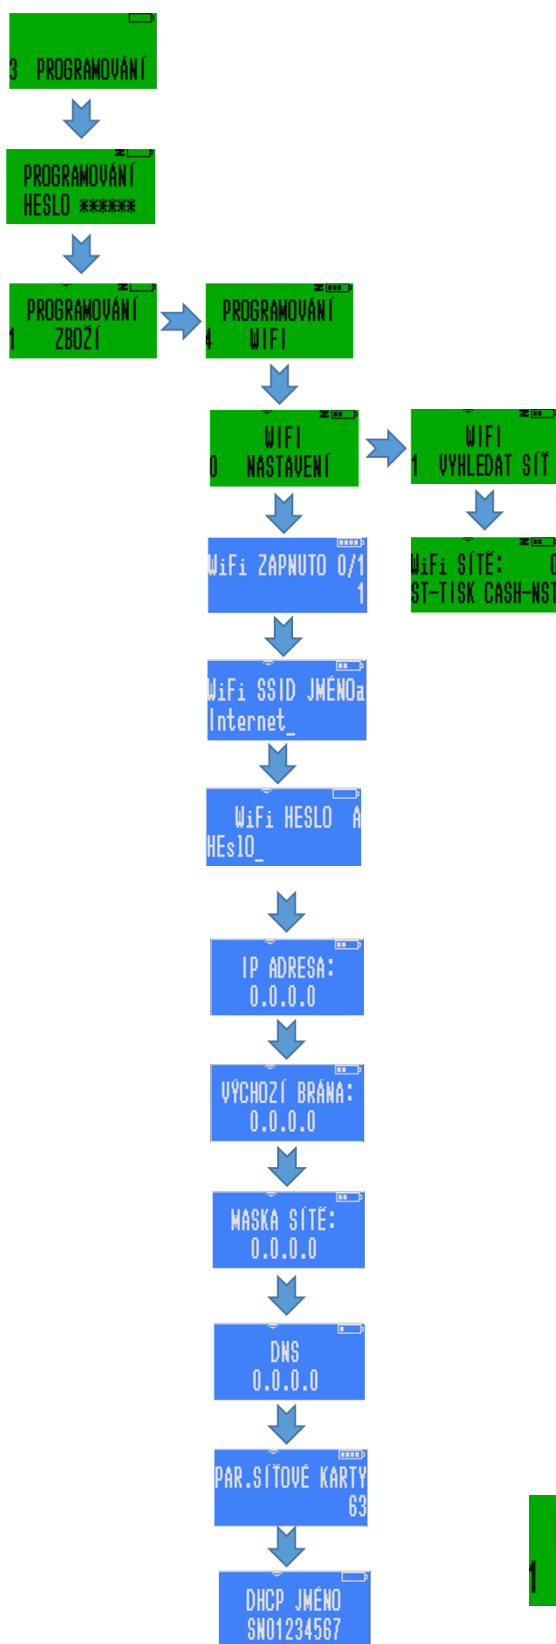 3 PROGRAMOVÁNÍ
N
PROGRAMOVÁNÍ
HESLO ******
N
PROGRAMOVÁNÍ
1 ZBOŽÍ
N
PROGRAMOVÁNÍ
4 WIFI
N
WIFI
0 NASTAVENÍ
N
WIFI
1 VYHLEDAT SÍŤ
WiFi ZAPNUTO 0/1
1
N
WiFi SÍTĚ: 0
ST-TISK CASH-NST
WiFi SSID JMÉNOa
Internet_
WiFi HESLO A
HEslO_
IP ADRESA:
0.0.0.0
VÝCHOZÍ BRÁNA:
0.0.0.0
MASKA SÍTĚ:
0.0.0.0
DNS
0.0.0.0
PAR.SÍŤOVÉ KARTY
63
1
DHCP JMÉNO
SN01234567